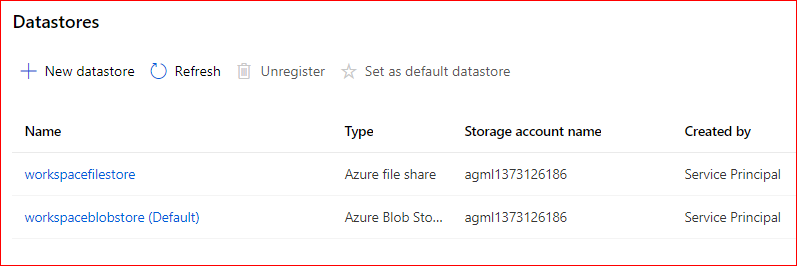 Datastores
New datastore Refresh Unregister Set as default datastore
Name Type Storage account name Created by
workspacefilestore Azure file share agml1373126186 Service Principal
workspaceblobstore (Default) Azure Blob Sto... agml1373126186 Service Principal